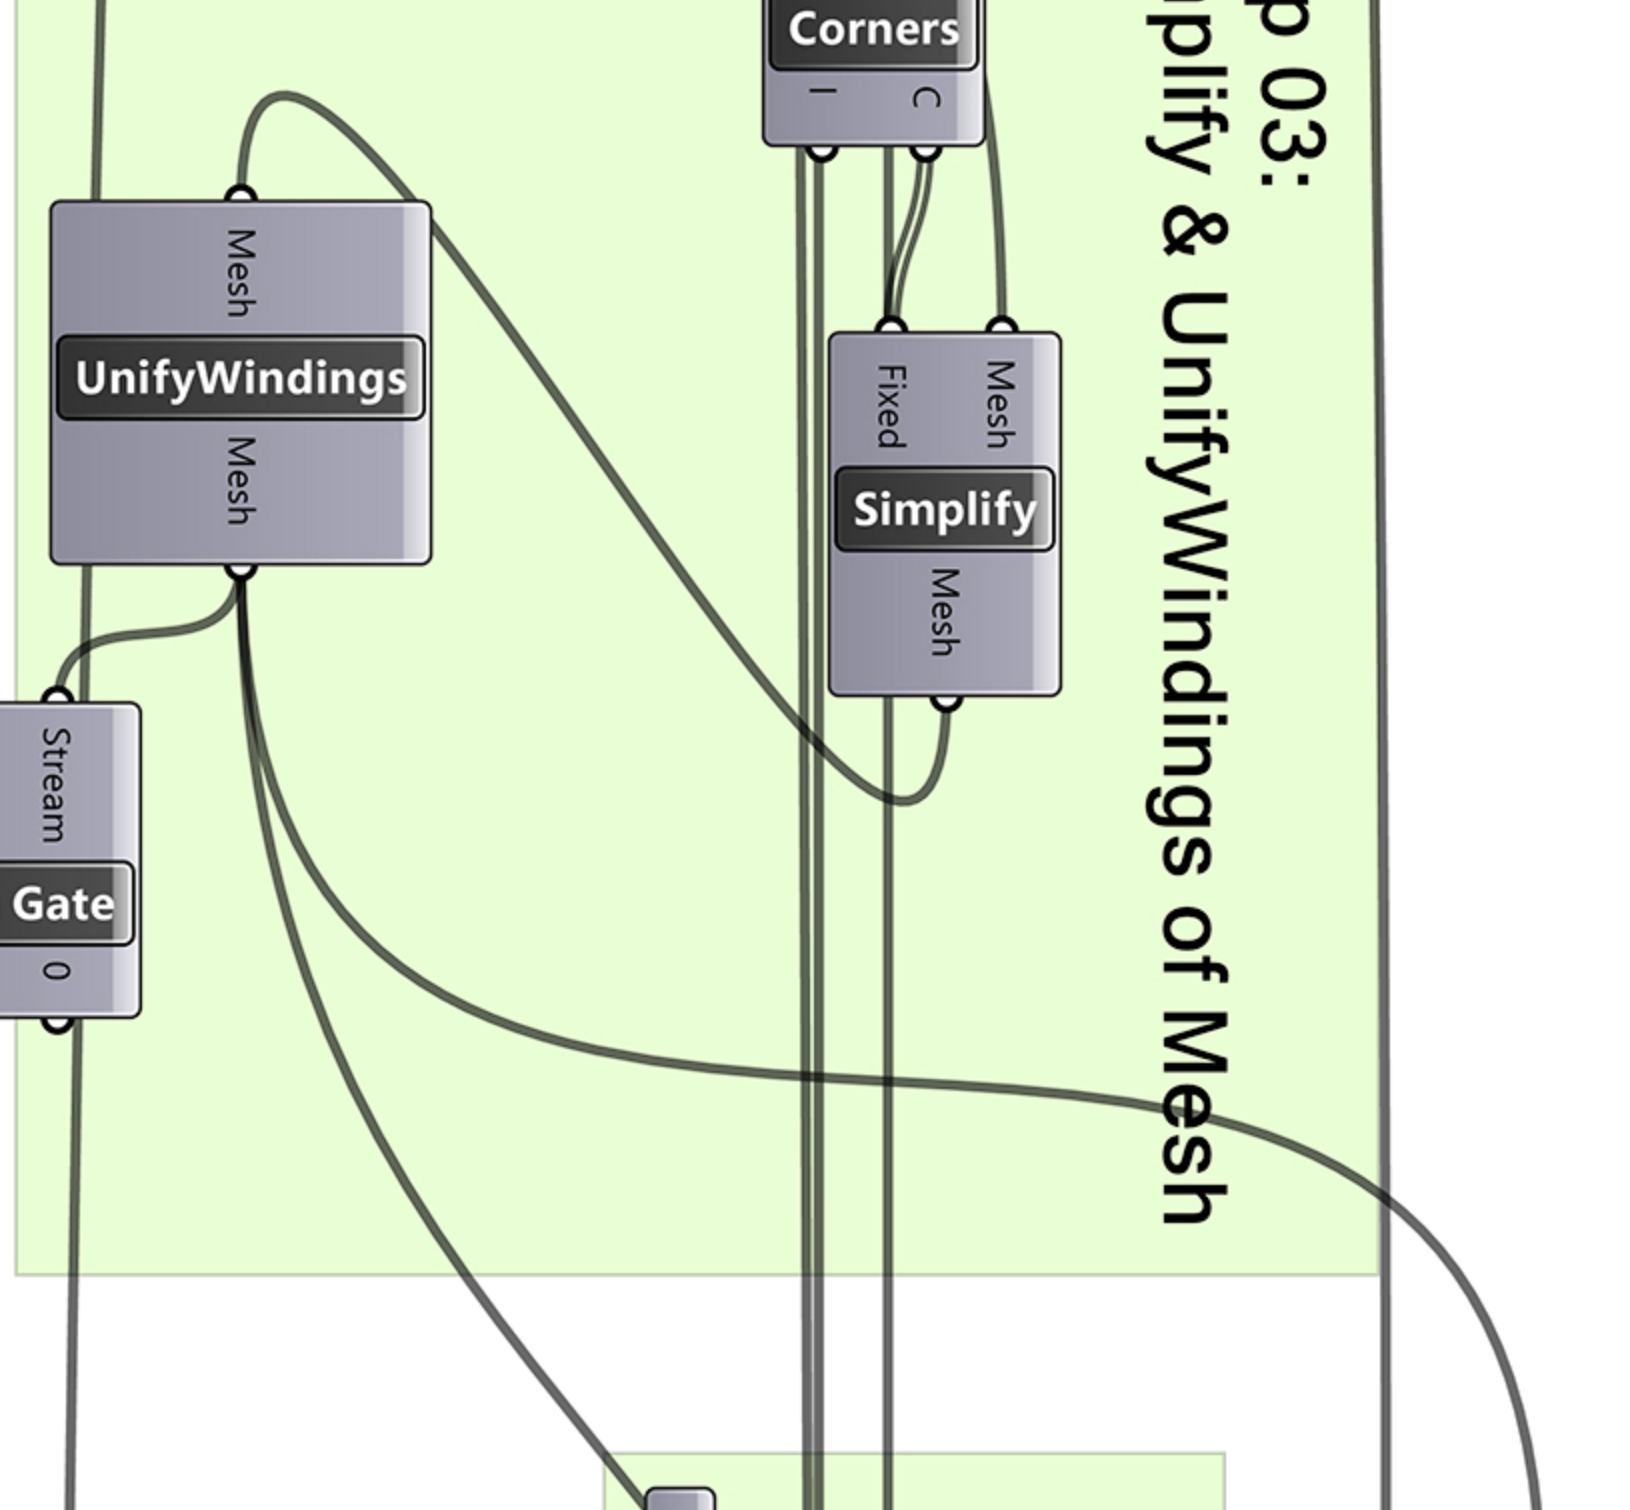 p 03:
plify & UnifyWindings of Mesh
Corners
I
C
Mesh
UnifyWindings
Mesh
Mesh
Fixed
Simplify
Mesh
Stream
Gate
0